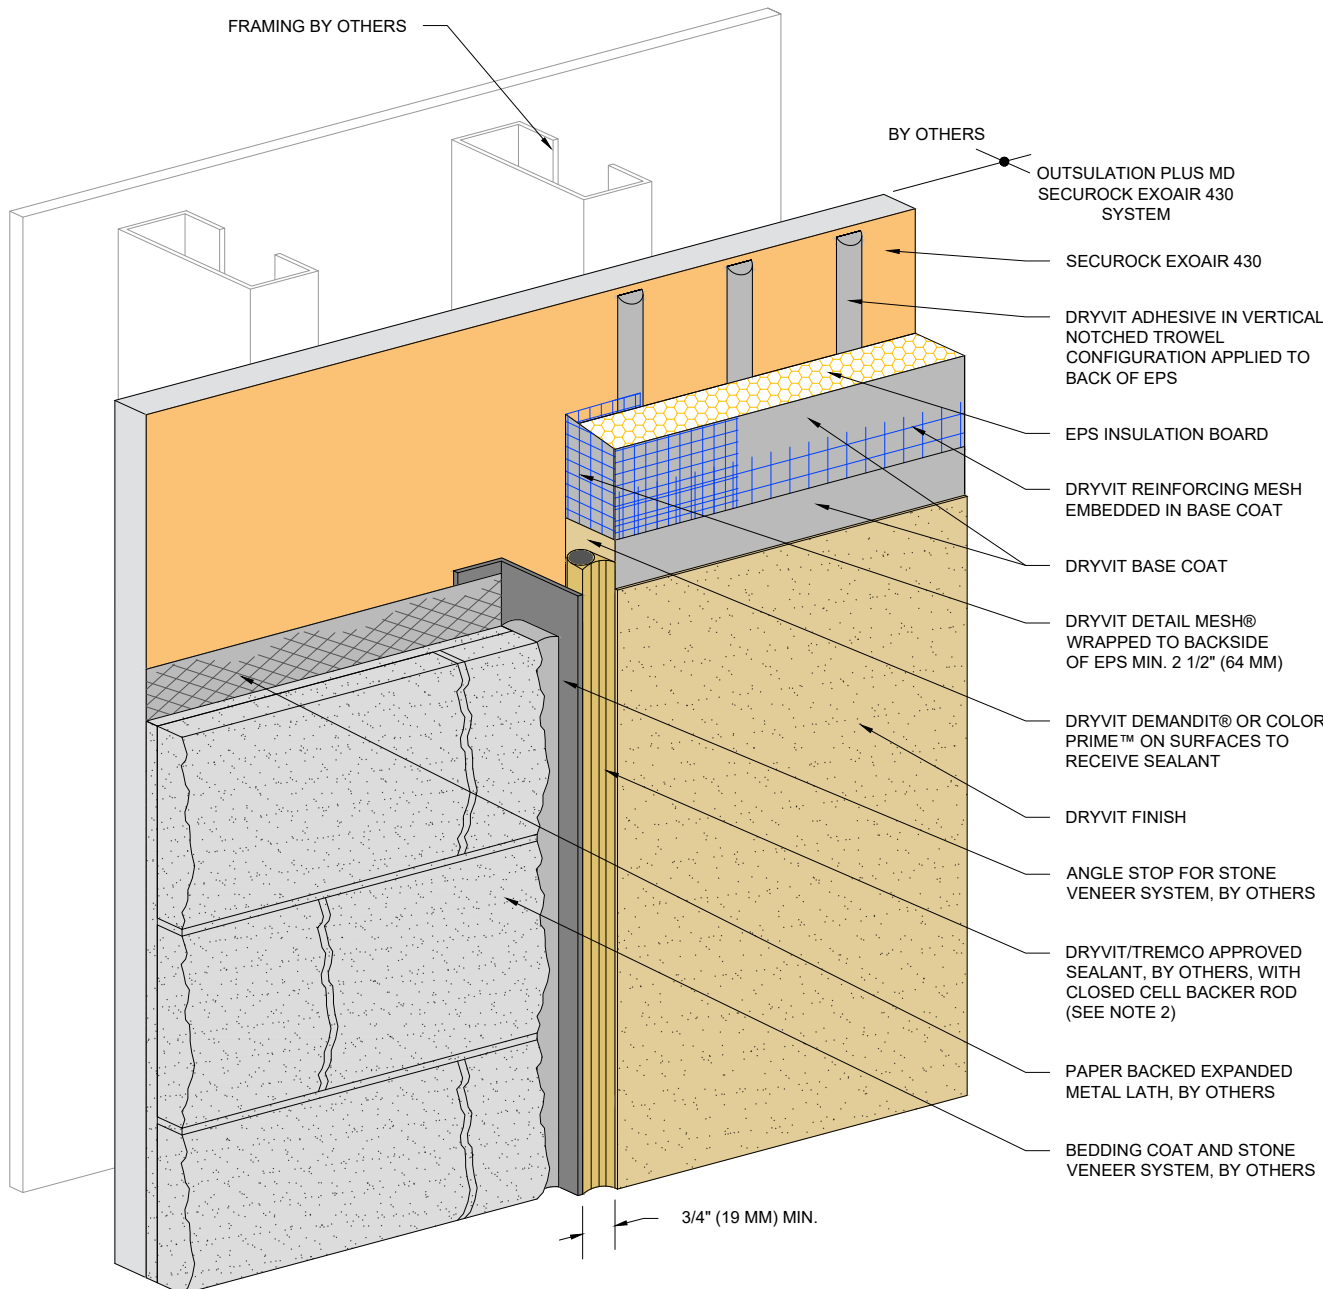 FRAMING BY OTHERS
BY OTHERS
OUTSULATION PLUS MD
SECUROCK EXOAIR 430
SYSTEM
SECUROCK EXOAIR 430
DRYVIT ADHESIVE IN VERTICAL
NOTCHED TROWEL
CONFIGURATION APPLIED TO
BACK OF EPS
EPS INSULATION BOARD
DRYVIT REINFORCING MESH
EMBEDDED IN BASE COAT
DRYVIT BASE COAT
DRYVIT DETAIL MESH®
WRAPPED TO BACKSIDE
OF EPS MIN. 2 1/2" (64 MM)
DRYVIT DEMANDIT® OR COLOR
PRIME™ ON SURFACES TO
RECEIVE SEALANT
DRYVIT FINISH
ANGLE STOP FOR STONE
VENEER SYSTEM, BY OTHERS
DRYVIT/TREMCO APPROVED
SEALANT, BY OTHERS, WITH
CLOSED CELL BACKER ROD
(SEE NOTE 2)
PAPER BACKED EXPANDED
METAL LATH, BY OTHERS
BEDDING COAT AND STONE
VENEER SYSTEM, BY OTHERS
3/4" (19 MM) MIN.